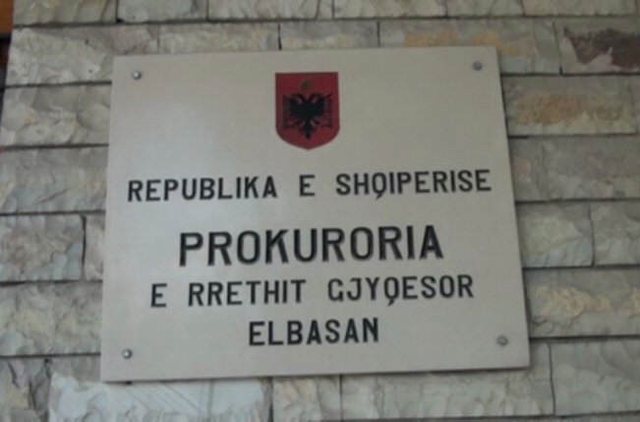 REPUBLIKA E SHQIPERISE
PROKURORIA
E RRETHIT GJYQESOR
ELBASAN